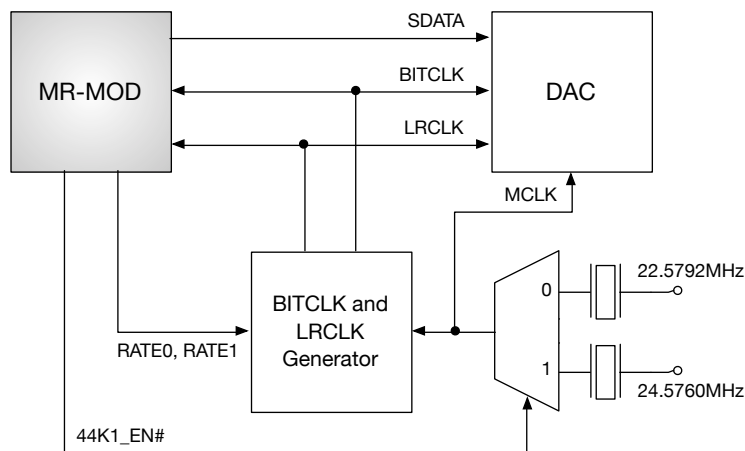 SDATA
MR-MOD
BITCLK
DAC
LRCLK
MCLK
22.5792MHz
0
BITCLK and
LRCLK
Generator
RATE0, RATE1
1
24.5760MHz
44K1_EN#